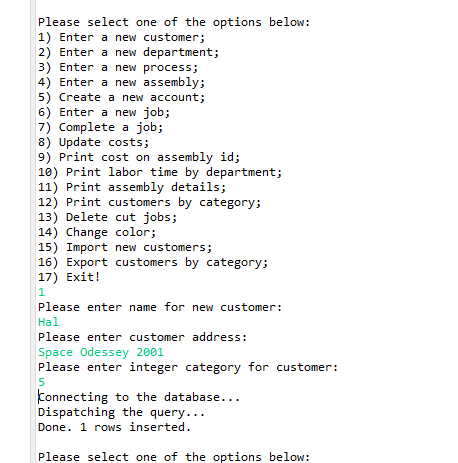 Please select one of the options below:
1) Enter a new customer;
2) Enter a new department;
3) Enter a new process;
4) Enter a new assembly;
5) Create a new account;
6) Enter a new job;
7) Complete a job;
8) Update costs;
9) Print cost on assembly id;
10) Print labor time by department;
11) Print assembly details;
12) Print customers by category;
13) Delete cut jobs;
14) Change color;
15) Import new customers;
16) Export customers by category;
17) Exit!
1
Please enter name for new customer:
Hal
Please enter customer address:
Space Odessey 2001
Please enter integer category for customer:
5
Connecting to the database...
Dispatching the query...
Done. 1 rows inserted.
Please select one of the options below: